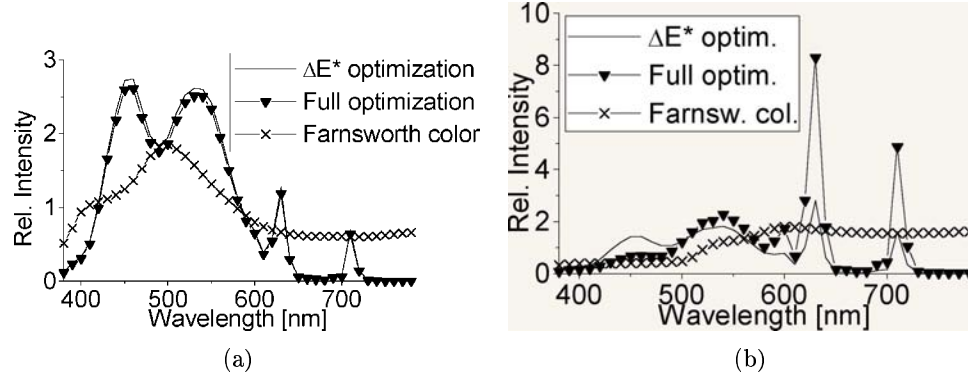 3
2
1
0
Rel. Intensity
ΔE* optimization
Full optimization
Farnsworth color
400 500 600 700
Wavelength [nm]
(a)
10
8
6
4
2
0
Rel. Intensity
ΔE* optim.
Full optim.
Farnsw. col.
400 500 600 700
Wavelength [nm]
(b)